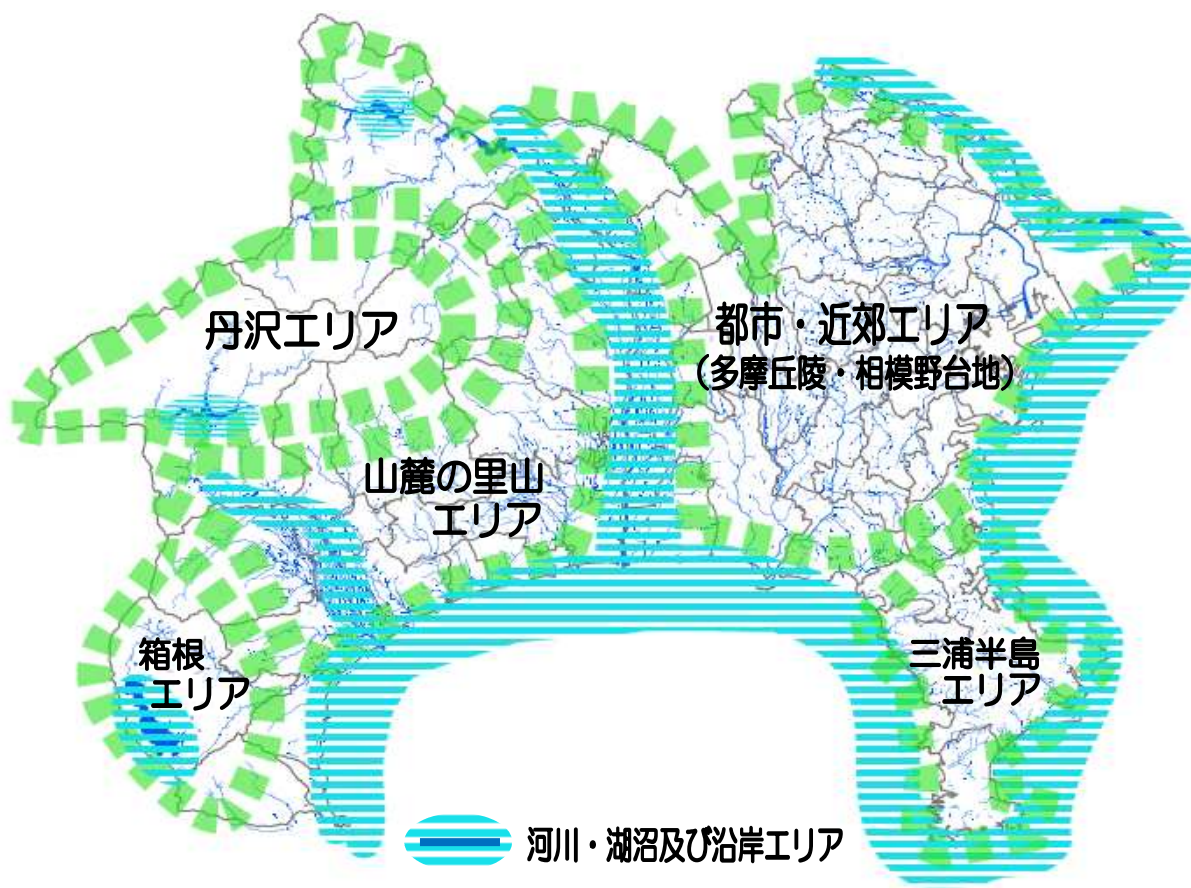 丹沢エリア
都市・近郊エリア
（多摩丘陵・相模野台地）
山麓の里山
エリア
箱根
エリア
三浦半島
エリア
河川・湖沼及び沿岸エリア